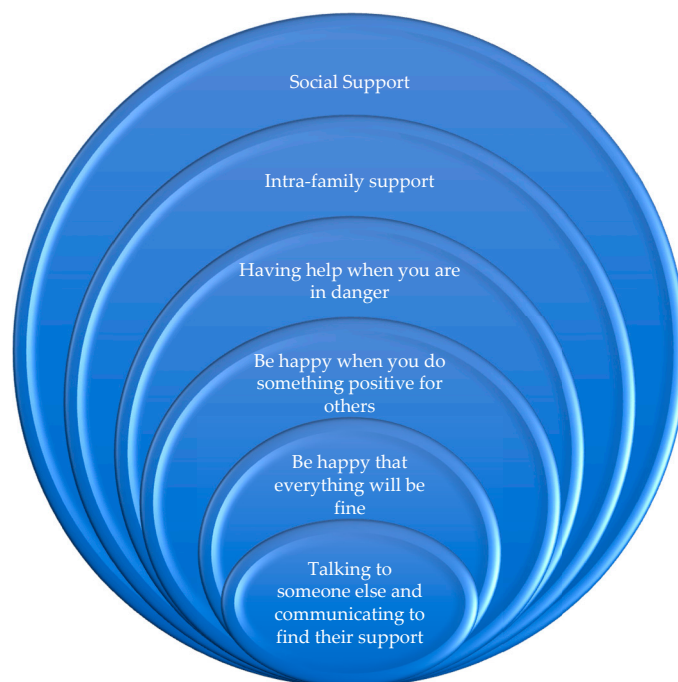 Social Support
Intra-family support
Having help when you are
in danger
Be happy when you do
something positive for
others
Be happy that
everything will be
fine
Talking to
someone else and
communicating to
find their support